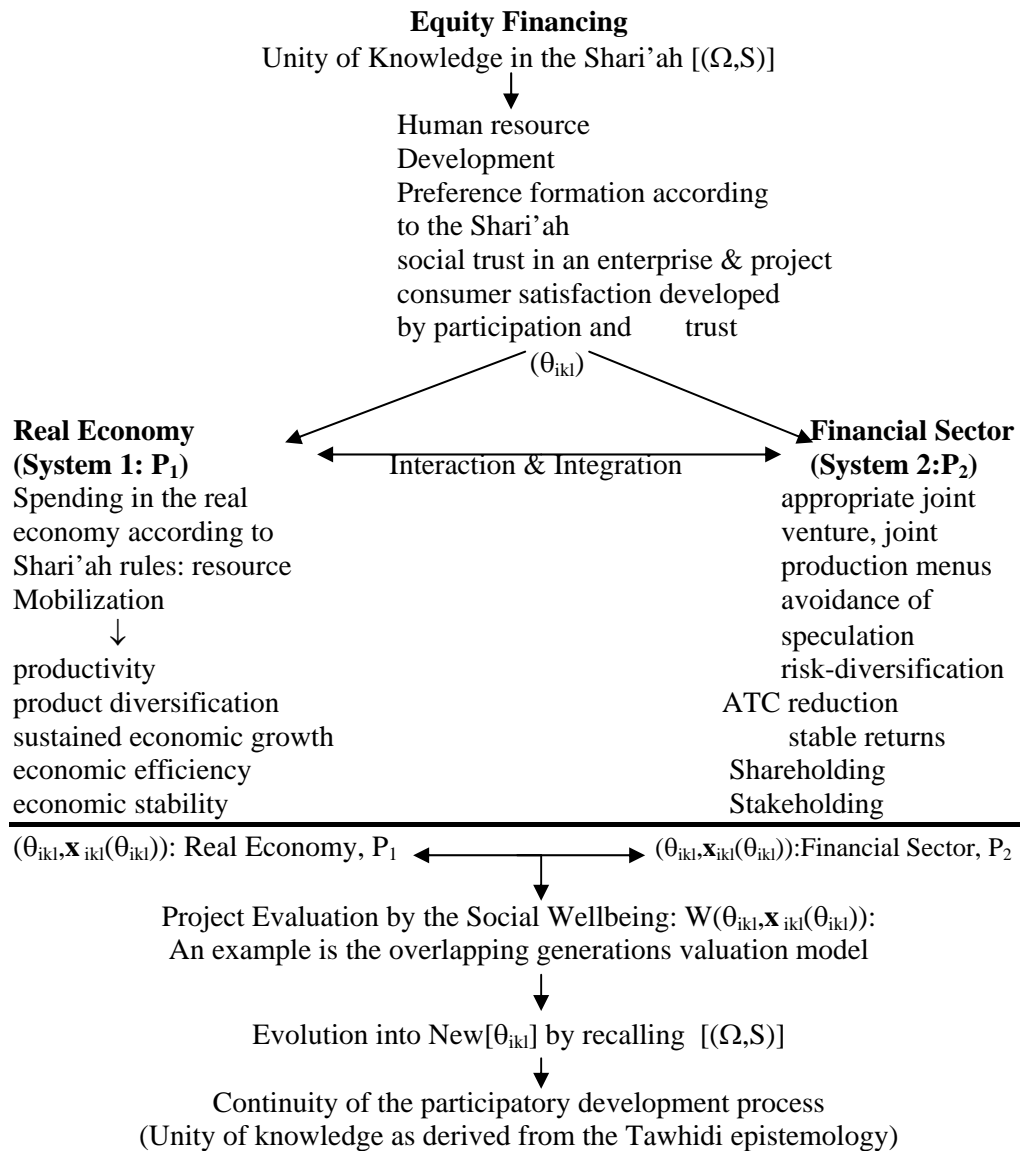 Equity Financing
Unity of Knowledge in the Shari’ah [(Ω,S)]
Human resource
Development
Preference formation according
to the Shari’ah
social trust in an enterprise & project
consumer satisfaction developed
by participation and trust
(θikl)
Real Economy
(System 1: P1)
Spending in the real
economy according to
Shari’ah rules: resource
Mobilization
↓
productivity
product diversification
sustained economic growth
economic efficiency
economic stability
Interaction & Integration
Financial Sector
(System 2:P2)
appropriate joint
venture, joint
production menus
avoidance of
speculation
risk-diversification
ATC reduction
stable returns
Shareholding
Stakeholding
(θikl,x ikl(θikl)): Real Economy, P1
(θikl,xikl(θikl)):Financial Sector, P2
Project Evaluation by the Social Wellbeing: W(θikl,x ikl(θikl)):
An example is the overlapping generations valuation model
Evolution into New[θikl] by recalling [(Ω,S)]
Continuity of the participatory development process
(Unity of knowledge as derived from the Tawhidi epistemology)